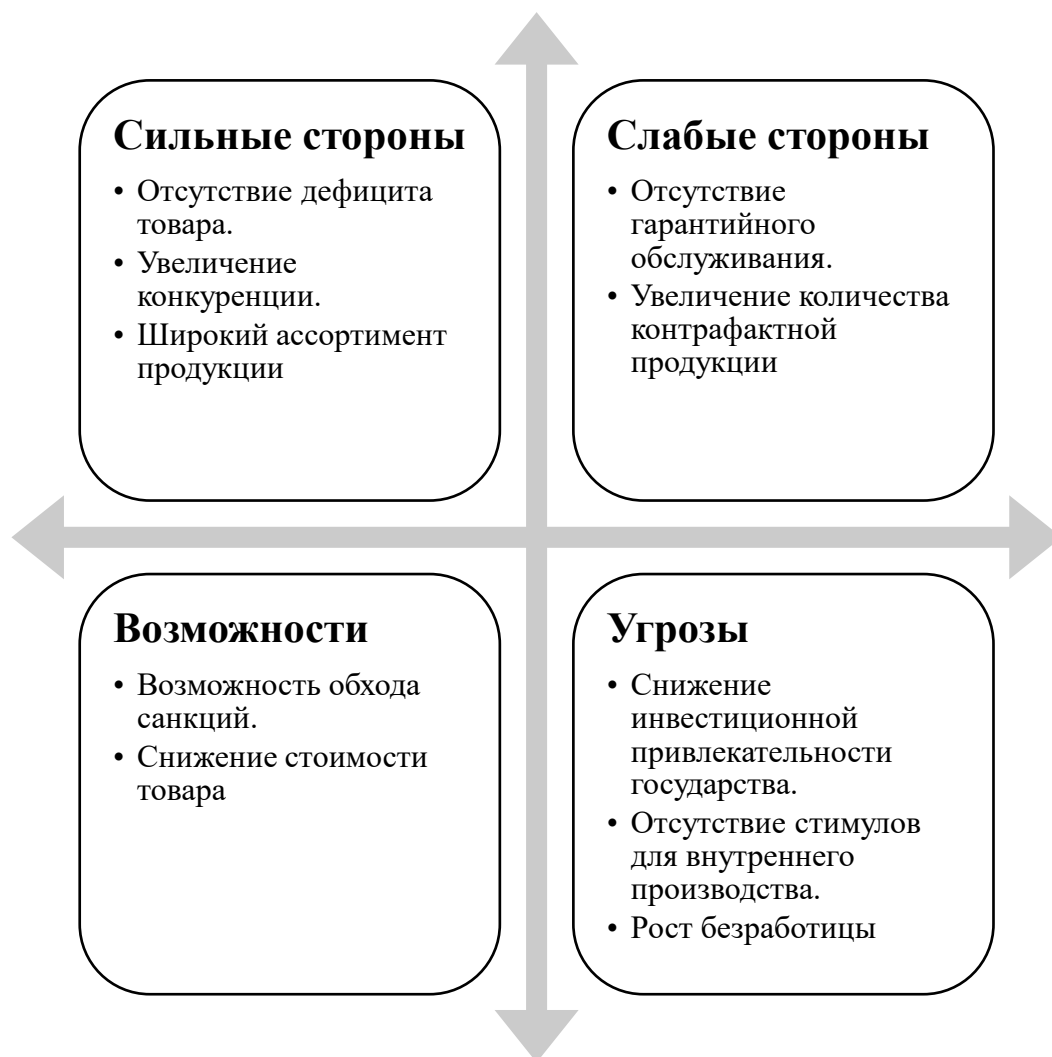 Сильные стороны
• Отсутствие дефицита
товара.
• Увеличение
конкуренции.
• Широкий ассортимент
продукции
Слабые стороны
• Отсутствие
гарантийного
обслуживания.
• Увеличение количества
контрафактной
продукции
Возможности
• Возможность обхода
санкций.
• Снижение стоимости
товара
Угрозы
• Снижение
инвестиционной
привлекательности
государства.
• Отсутствие стимулов
для внутреннего
производства.
• Рост безработицы